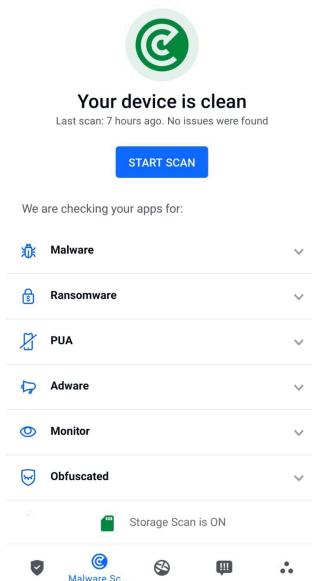 Your device is clean
Last scan: 7 hours ago. No issues were found
START SCAN
We are checking your apps for:
Malware
Ransomware
PUA
Adware
Monitor
Obfuscated
Storage Scan is ON
Malware Sc...